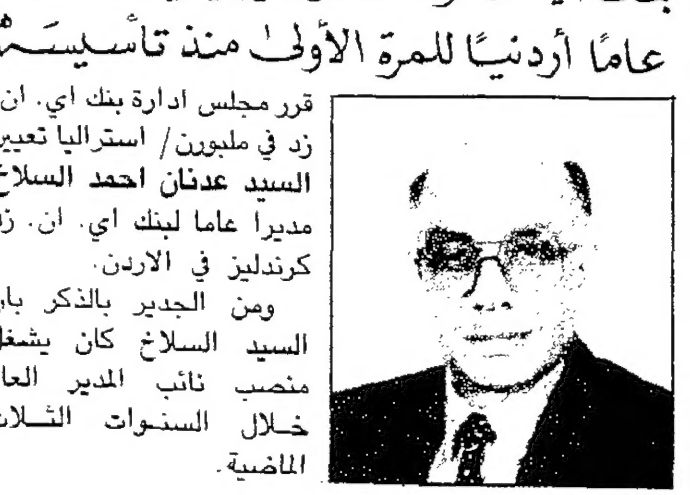 عامًا أردنيًا للمرة الأولى منذ تأسيسه
قرر مجلس ادارة بنك اي. ان.
زد في ملبورن/ استراليا تعيين
السيد عدنان احمد السلاخ
مديرا عاما لبنك اي. ان. زد
كرندليز في الاردن.
ومن الجدير بالذكر بان
السيد السلاخ كان يشغل
منصب نائب المدير العا
خلال السنوات الثلاث
الماضية.